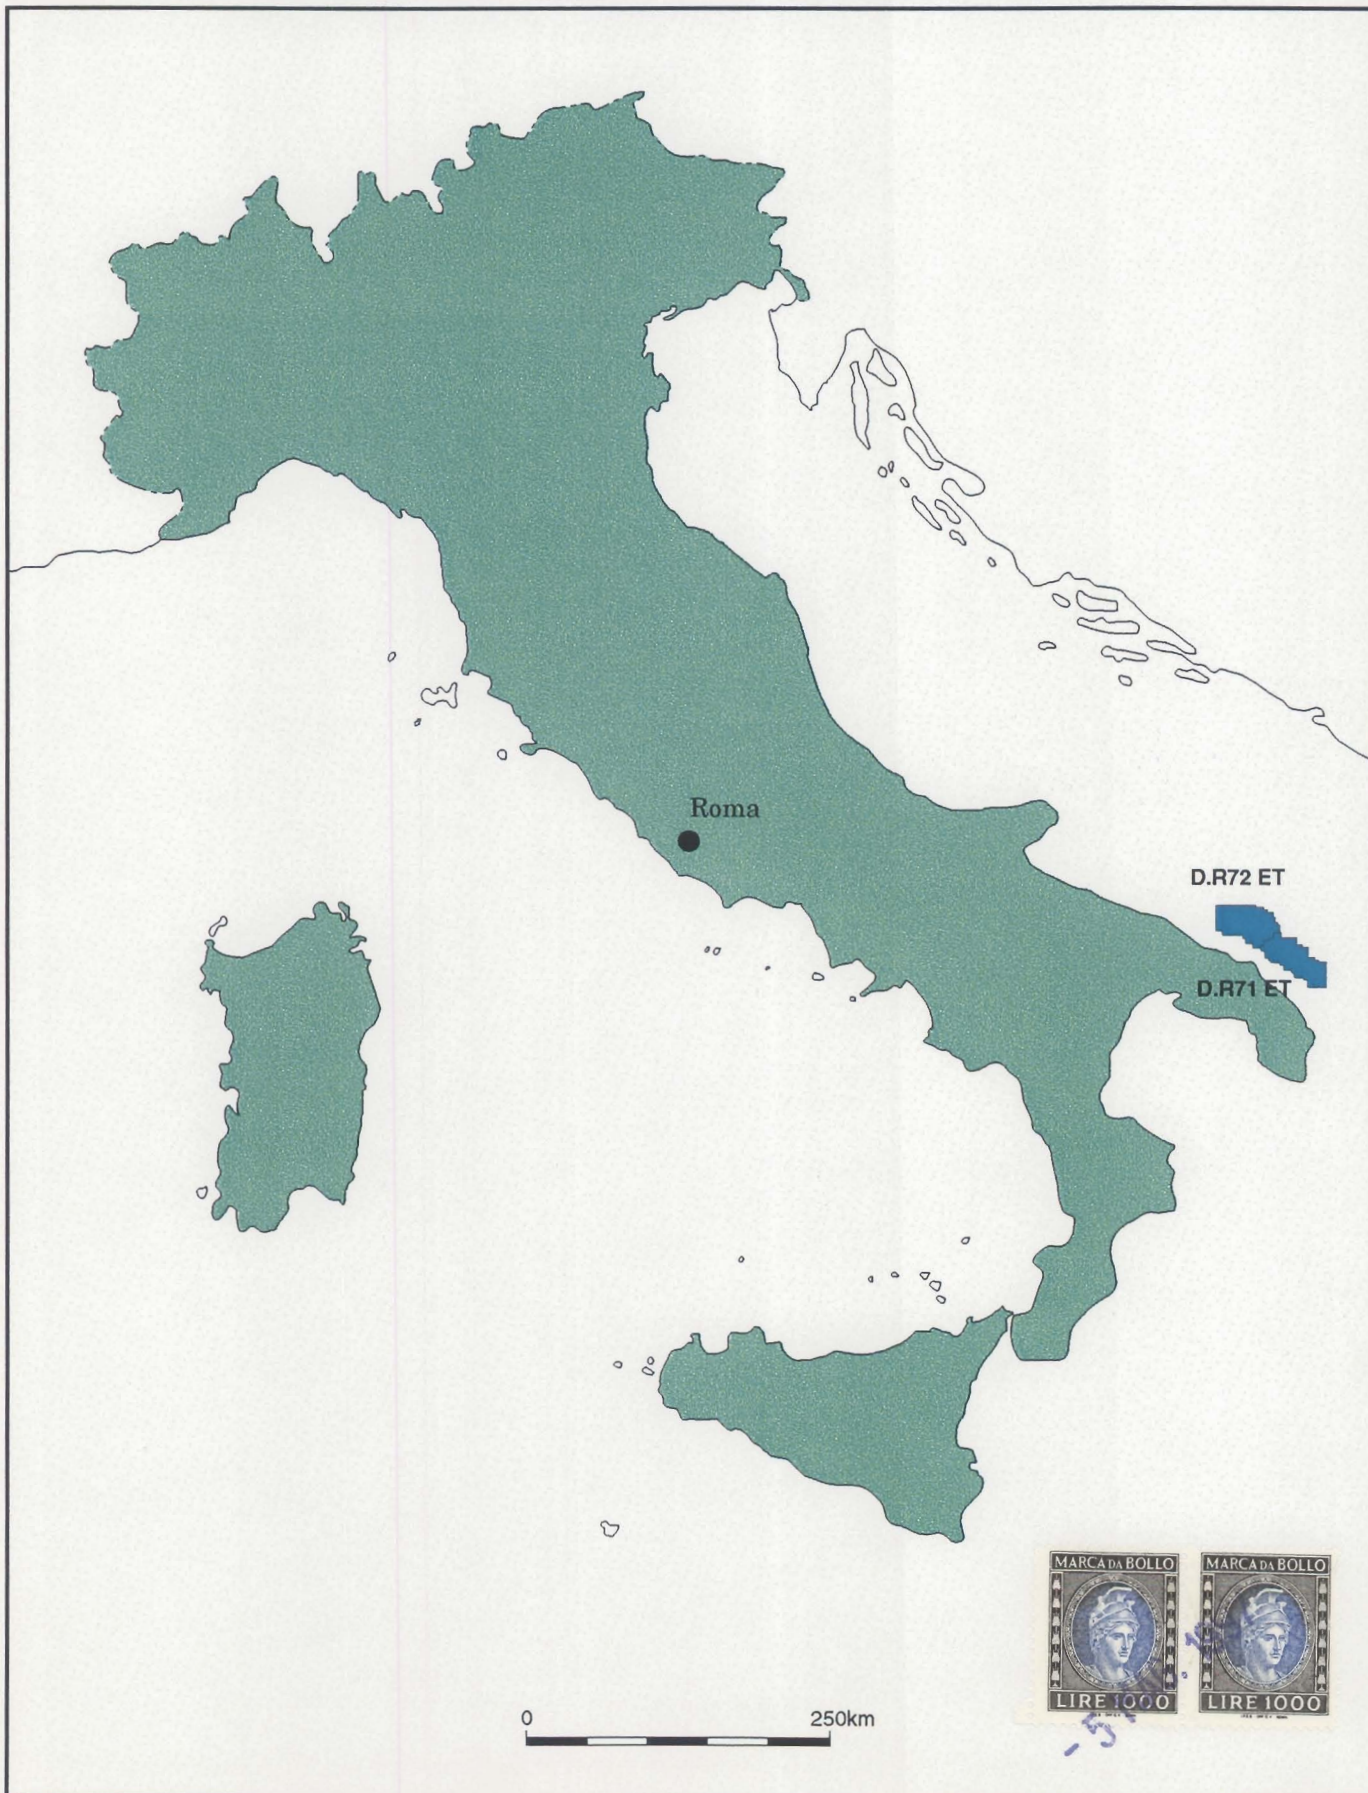 Roma
D.R72 ET
D.R71 ET
MARCA DA BOLLO
MARCA DA BOLLO
LIRE 1000
LIRE 1000
0 250km